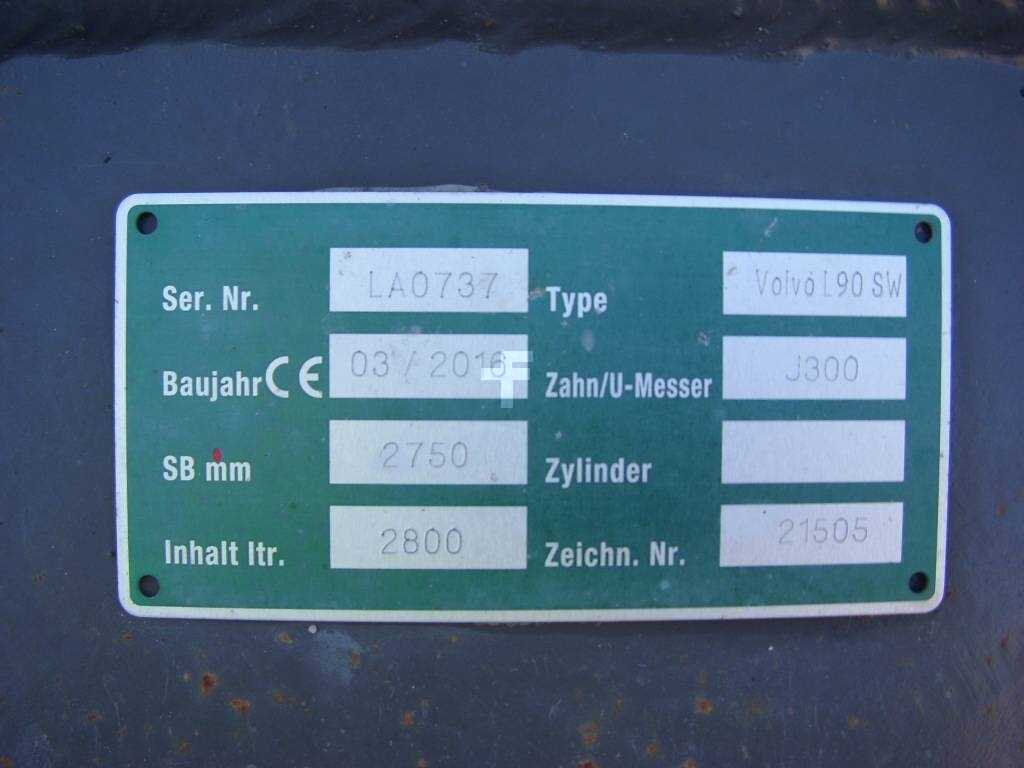 Ser. Nr. LA0737 Type Volvo L90 SW
Baujahr CE 03/2016 Zahn/U-Messer J300
SB mm 2750 Zylinder
Inhalt ltr. 2800 Zeichn. Nr. 21505